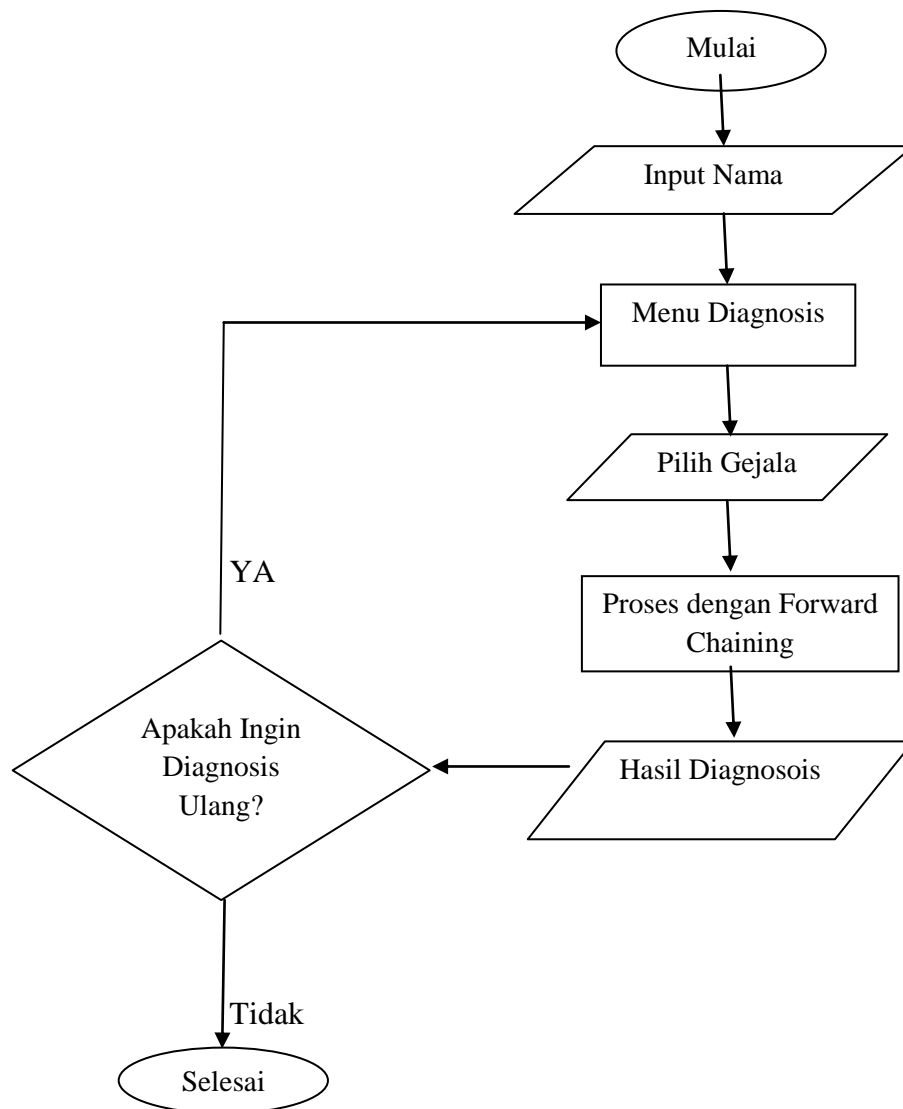 Mulai
Input Nama
Menu Diagnosis
Pilih Gejala
Proses dengan Forward
Chaining
Hasil Diagnosois
Apakah Ingin
Diagnosis
Ulang?
YA
Tidak
Selesai